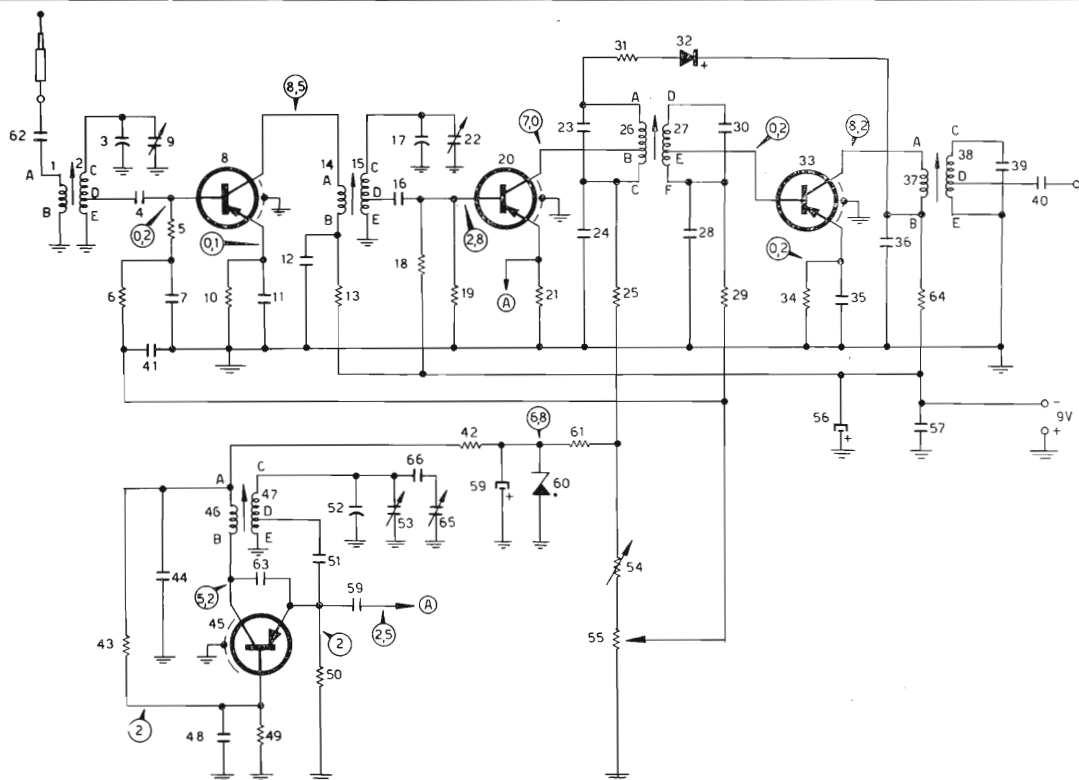 31 32
8,5
A D
62 3 9 8 14 15 17 22 7,0 23 26 27 30 0,2 8,2
1 2 20 33 C
A C A C B E A 38 39
D 16 D 37 D
B E 4 B E C F B E 40
0,2 5 2,8
0,1 0,2
12 18 24 28 36
6 7 10 11 13 19 A 21 25 29 34 35 64
41
6,8 56 − 9V +
42 61 57
A C 66 59 + 60 +
46 47 52 53 65
D
B E
44 63 51 54
5,2 59 A
45 2,5
43 2 55
50
2 48 49